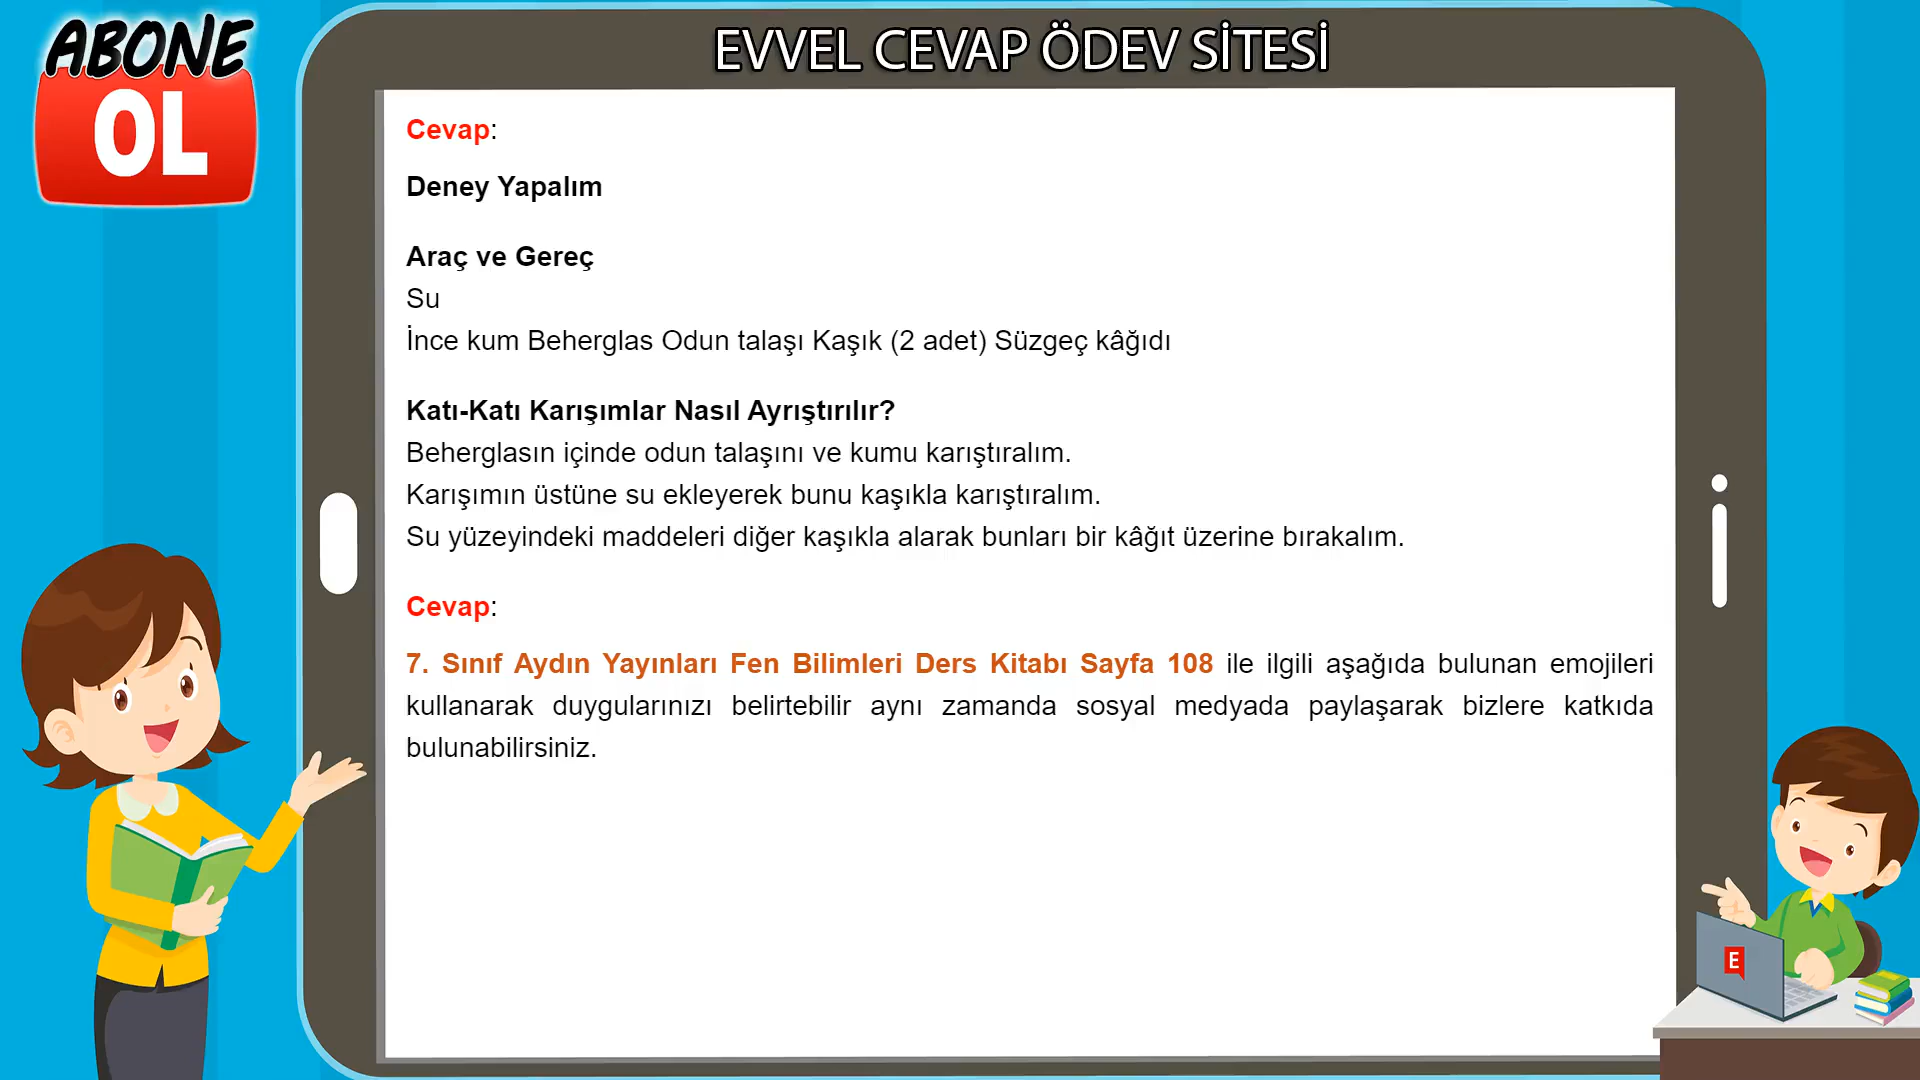 ABONE
OL
EVVEL CEVAP ÖDEV SİTESİ
Cevap:
Deney Yapalım
Araç ve Gereç
Su
İnce kum Beherglas Odun talaşı Kaşık (2 adet) Süzgeç kâğıdı
Katı-Katı Karışımlar Nasıl Ayrıştırılır?
Beherglasın içinde odun talaşını ve kumu karıştıralım.
Karışımın üstüne su ekleyerek bunu kaşıkla karıştıralım.
Su yüzeyindeki maddeleri diğer kaşıkla alarak bunları bir kâğıt üzerine bırakalım.
Cevap:
7. Sınıf Aydın Yayınları Fen Bilimleri Ders Kitabı Sayfa 108 ile ilgili aşağıda bulunan emojileri
kullanarak duygularınızı belirtebilir aynı zamanda sosyal medyada paylaşarak bizlere katkıda
bulunabilirsiniz.
E